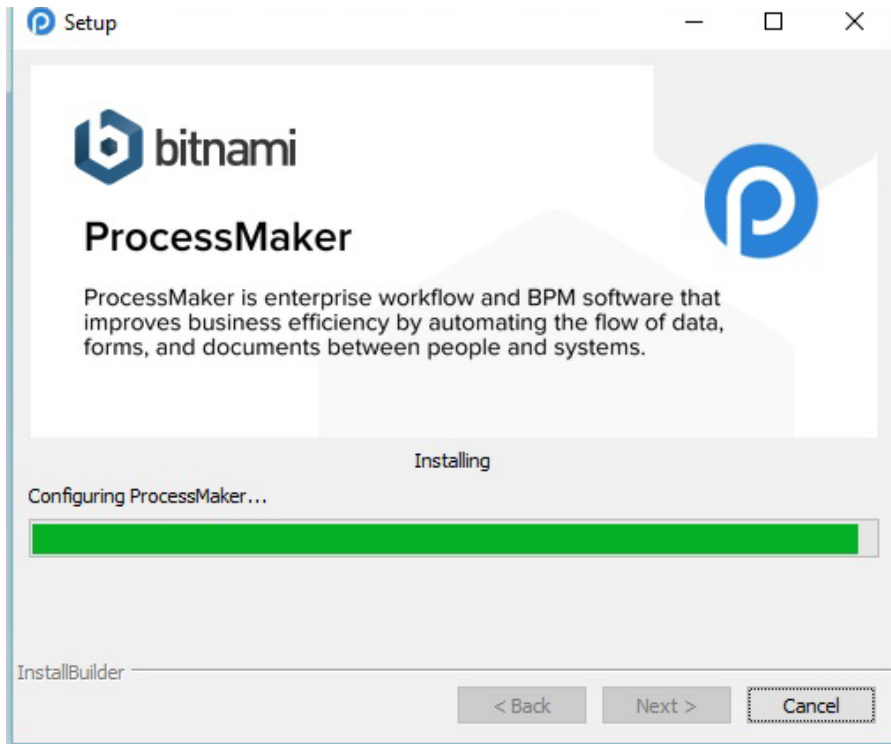 Setup
bitnami
ProcessMaker
ProcessMaker is enterprise workflow and BPM software that
improves business efficiency by automating the flow of data,
forms, and documents between people and systems.
Installing
Configuring ProcessMaker...
InstallBuilder
< Back Next > Cancel